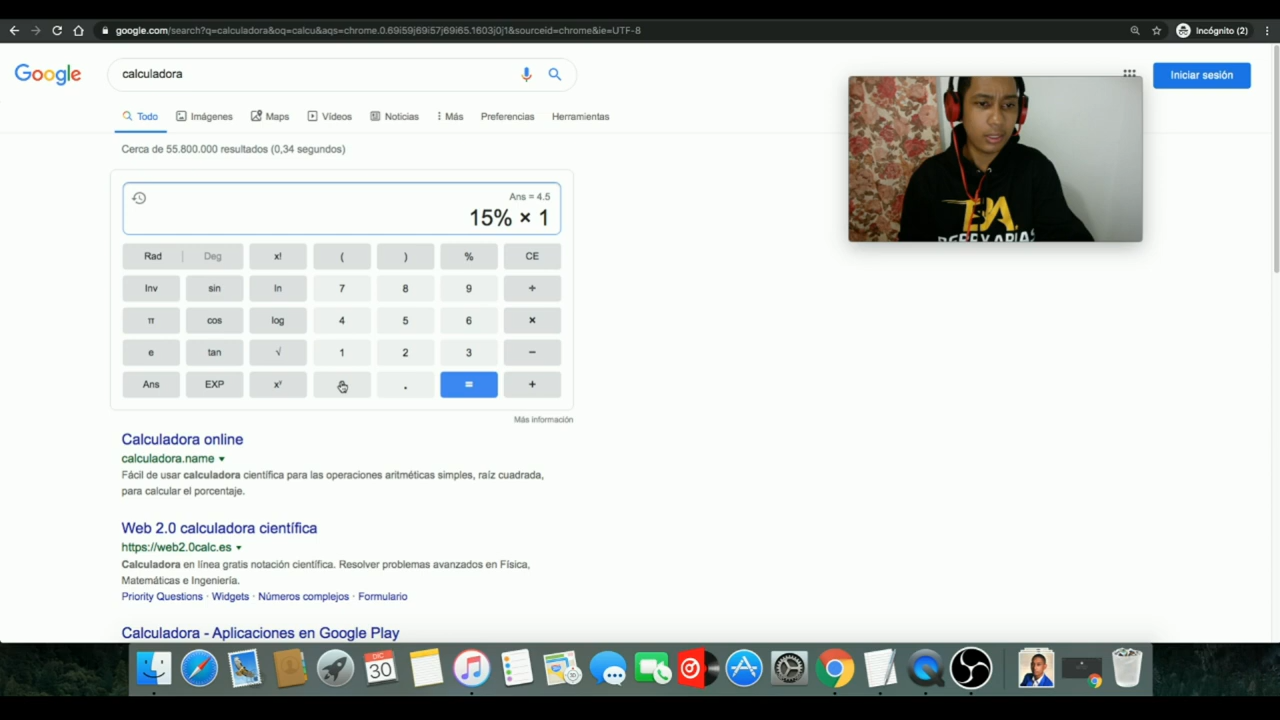 google.com/search?q=calculadora&oq=calcu&aqs=chrome.0.69i59j69i57j69i65.1603j0j1&sourceid=chrome&ie=UTF-8
Incógnito (2)
Google
calculadora
Iniciar sesión
Todo Imágenes Maps Vídeos Noticias Más Preferencias Herramientas
Cerca de 55.800.000 resultados (0,34 segundos)
Ans = 4.5
15% × 1
Rad Deg x! ( ) % CE
Inv sin ln 7 8 9 ÷
π cos log 4 5 6 ×
e tan √ 1 2 3 −
Ans EXP xʸ . = +
Más información
Calculadora online
calculadora.name
Fácil de usar calculadora científica para las operaciones aritméticas simples, raíz cuadrada,
para calcular el porcentaje.
Web 2.0 calculadora científica
https://web2.0calc.es
Calculadora en línea gratis notación científica. Resolver problemas avanzados en Física,
Matemáticas e Ingeniería.
Priority Questions · Widgets · Números complejos · Formulario
Calculadora - Aplicaciones en Google Play
DIC
30